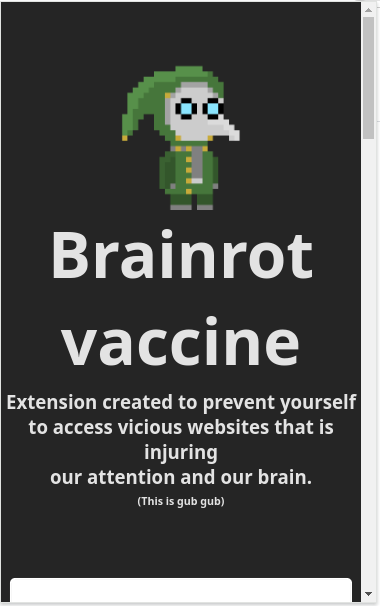 Brainrot
vaccine
Extension created to prevent yourself
to access vicious websites that is
injuring
our attention and our brain.
(This is gub gub)